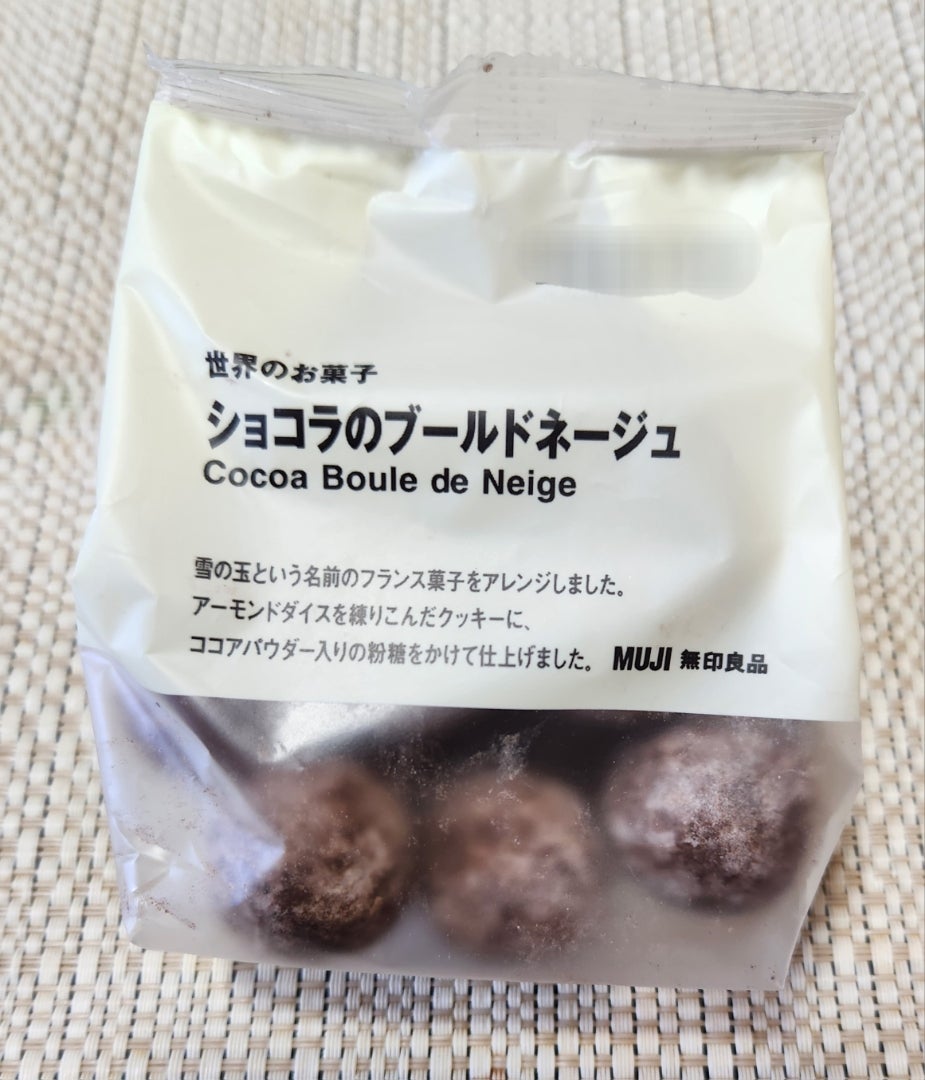 世界のお菓子
ショコラのブールドネージュ
Cocoa Boule de Neige
雪の玉という名前のフランス菓子をアレンジしました。
アーモンドダイスを練りこんだクッキーに、
ココアパウダー入りの粉糖をかけて仕上げました。 MUJI 無印良品